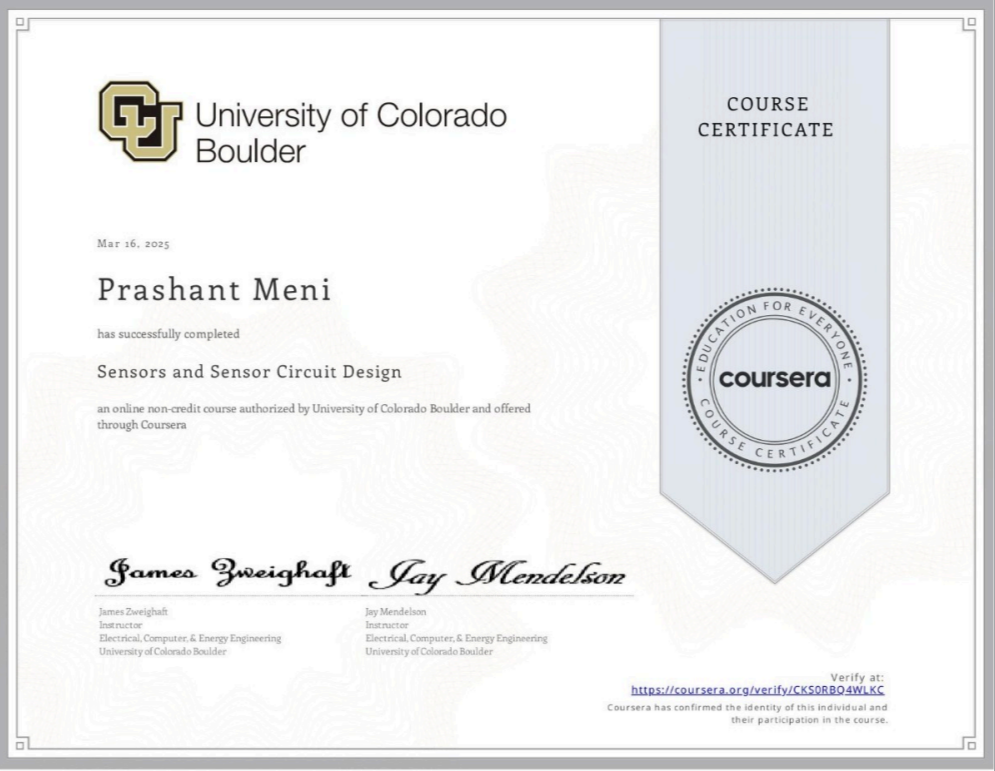 University of Colorado
Boulder
COURSE
CERTIFICATE
Mar 16, 2025
Prashant Meni
has successfully completed
Sensors and Sensor Circuit Design
an online non-credit course authorized by University of Colorado Boulder and offered
through Coursera
EDUCATION FOR EVERYONE
coursera
COURSE CERTIFICATE
James Zweighaft
Jay Mendelson
James Zweighaft
Instructor
Electrical, Computer, & Energy Engineering
University of Colorado Boulder
Jay Mendelson
Instructor
Electrical, Computer, & Energy Engineering
University of Colorado Boulder
Verify at:
https://coursera.org/verify/CKS0RBQ4WLKC
Coursera has confirmed the identity of this individual and
their participation in the course.